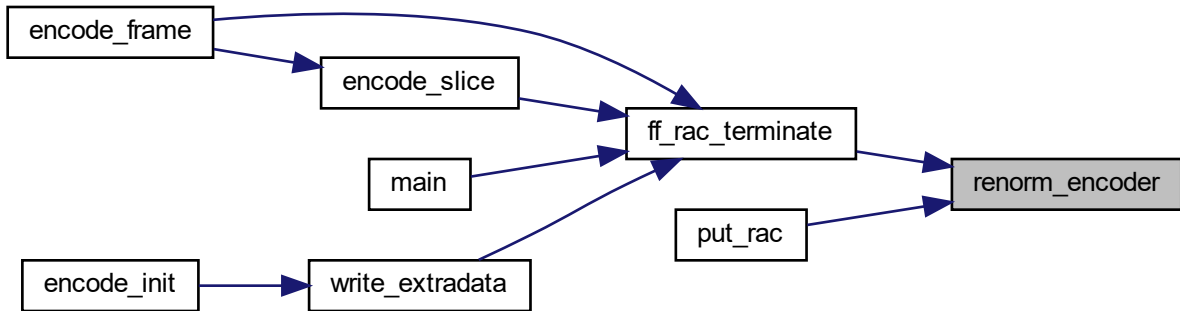 encode_frame
encode_slice
ff_rac_terminate
main
renorm_encoder
put_rac
encode_init
write_extradata